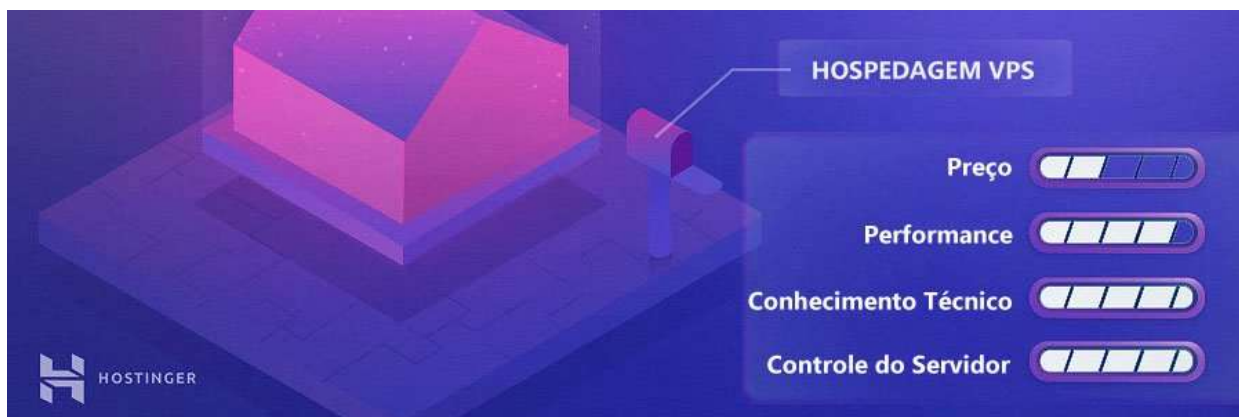 HOSPEDAGEM VPS
Preço
Performance
Conhecimento Técnico
Controle do Servidor
HOSTINGER